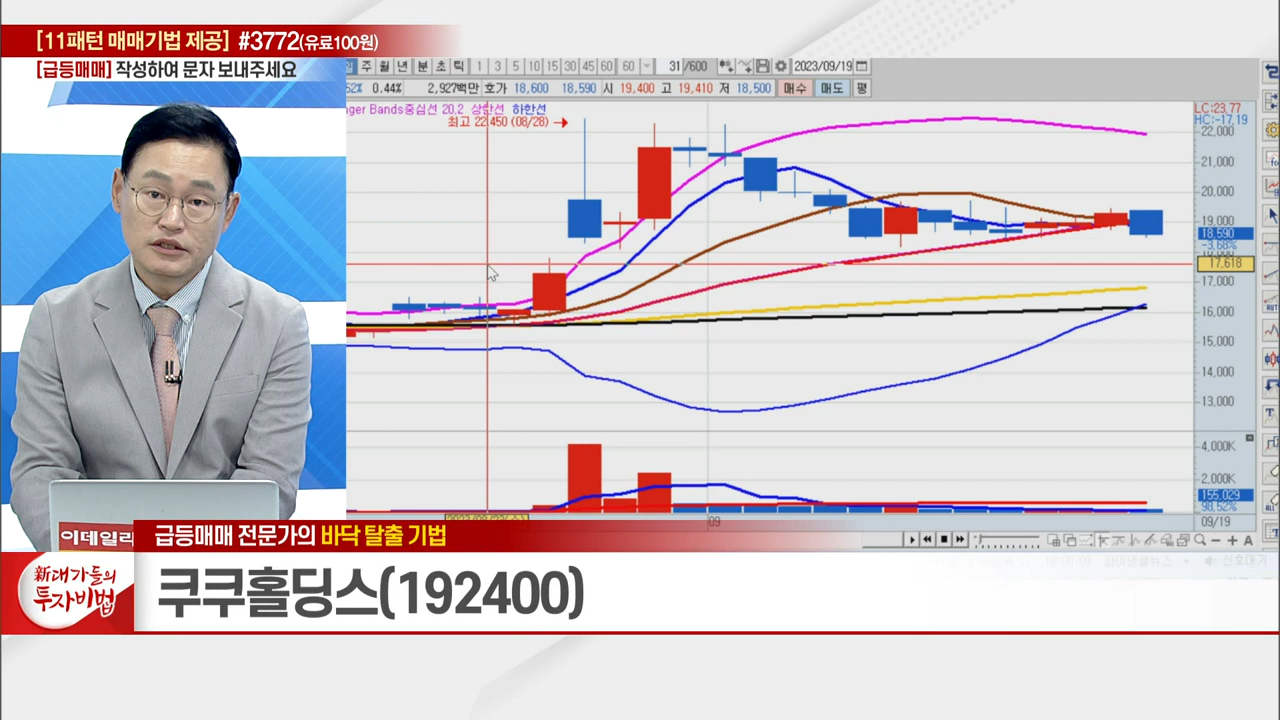 [11패턴 매매기법 제공] #3772(유료100원)
[급등매매] 작성하여 문자 보내주세요
주 월 년 분 초 틱 1 3 5 10 15 30 45 60 60 31 /600 2023/09/19
52% 0.44% 2,927백만 호가 18,600 18,590 시 19,400 고 19,410 저 18,500 매수 매도 평
nger Bands중심선 20,2 상한선 하한선
최고 22,450 (08/28)
LC:23.77
HC:-17.19
22,000
21,000
20,000
19,000
18,590
-3.68%
17,618
17,000
16,000
15,000
14,000
13,000
4,000K
2,000K
155,029
98.52%
09
09/19
이데일리
급등매매 전문가의 바닥 탈출 기법
新대가들의
투자비법
쿠쿠홀딩스(192400)